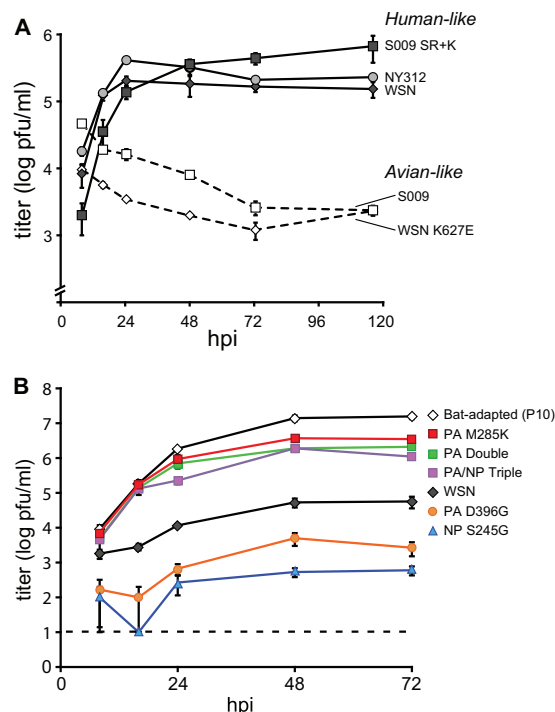 A
Human-like
S009 SR+K
NY312
WSN
Avian-like
S009
WSN K627E
titer (log pfu/ml)
6
5
4
3
0 24 48 72 96 120
hpi
B
Bat-adapted (P10)
PA M285K
PA Double
PA/NP Triple
WSN
PA D396G
NP S245G
titer (log pfu/ml)
8
7
6
5
4
3
2
1
0
0 24 48 72
hpi